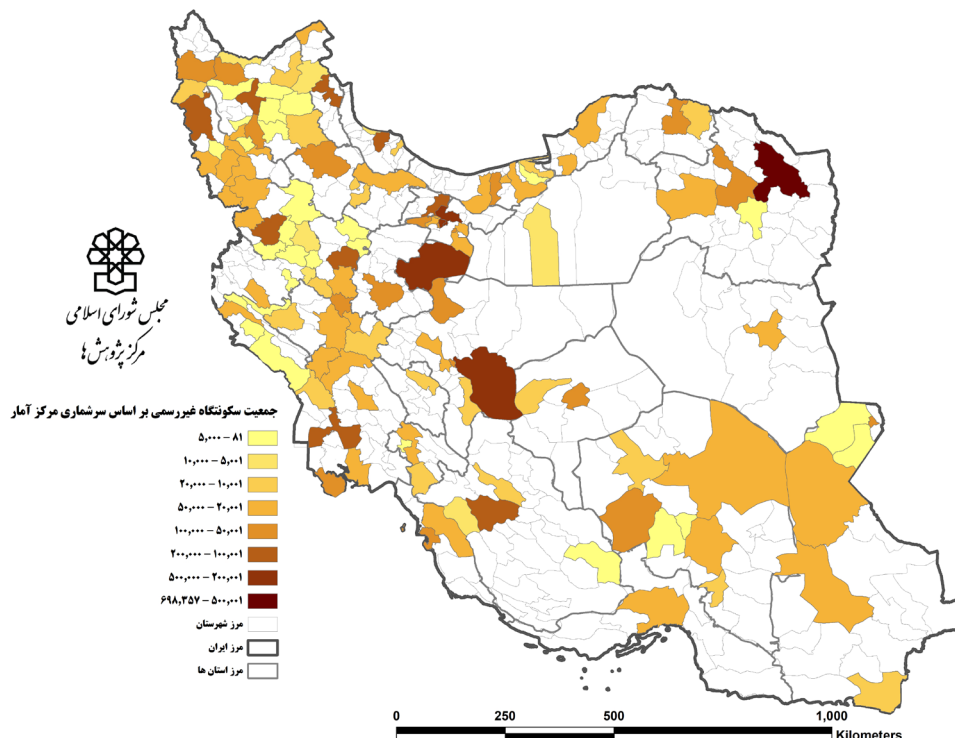 مجلس شورای اسلامی
مرکز پژوهش ها
جمعیت سکونتگاه غیررسمی بر اساس سرشماری مرکز آمار
۵,۰۰۰ – ۸۱
۱۰,۰۰۰ – ۵,۰۰۱
۲۰,۰۰۰ – ۱۰,۰۰۱
۵۰,۰۰۰ – ۲۰,۰۰۱
۱۰۰,۰۰۰ – ۵۰,۰۰۱
۲۰۰,۰۰۰ – ۱۰۰,۰۰۱
۵۰۰,۰۰۰ – ۲۰۰,۰۰۱
۶۹۸,۳۵۷ – ۵۰۰,۰۰۱
مرز شهرستان
مرز ایران
مرز استان ها
0 250 500 1,000
Kilometers